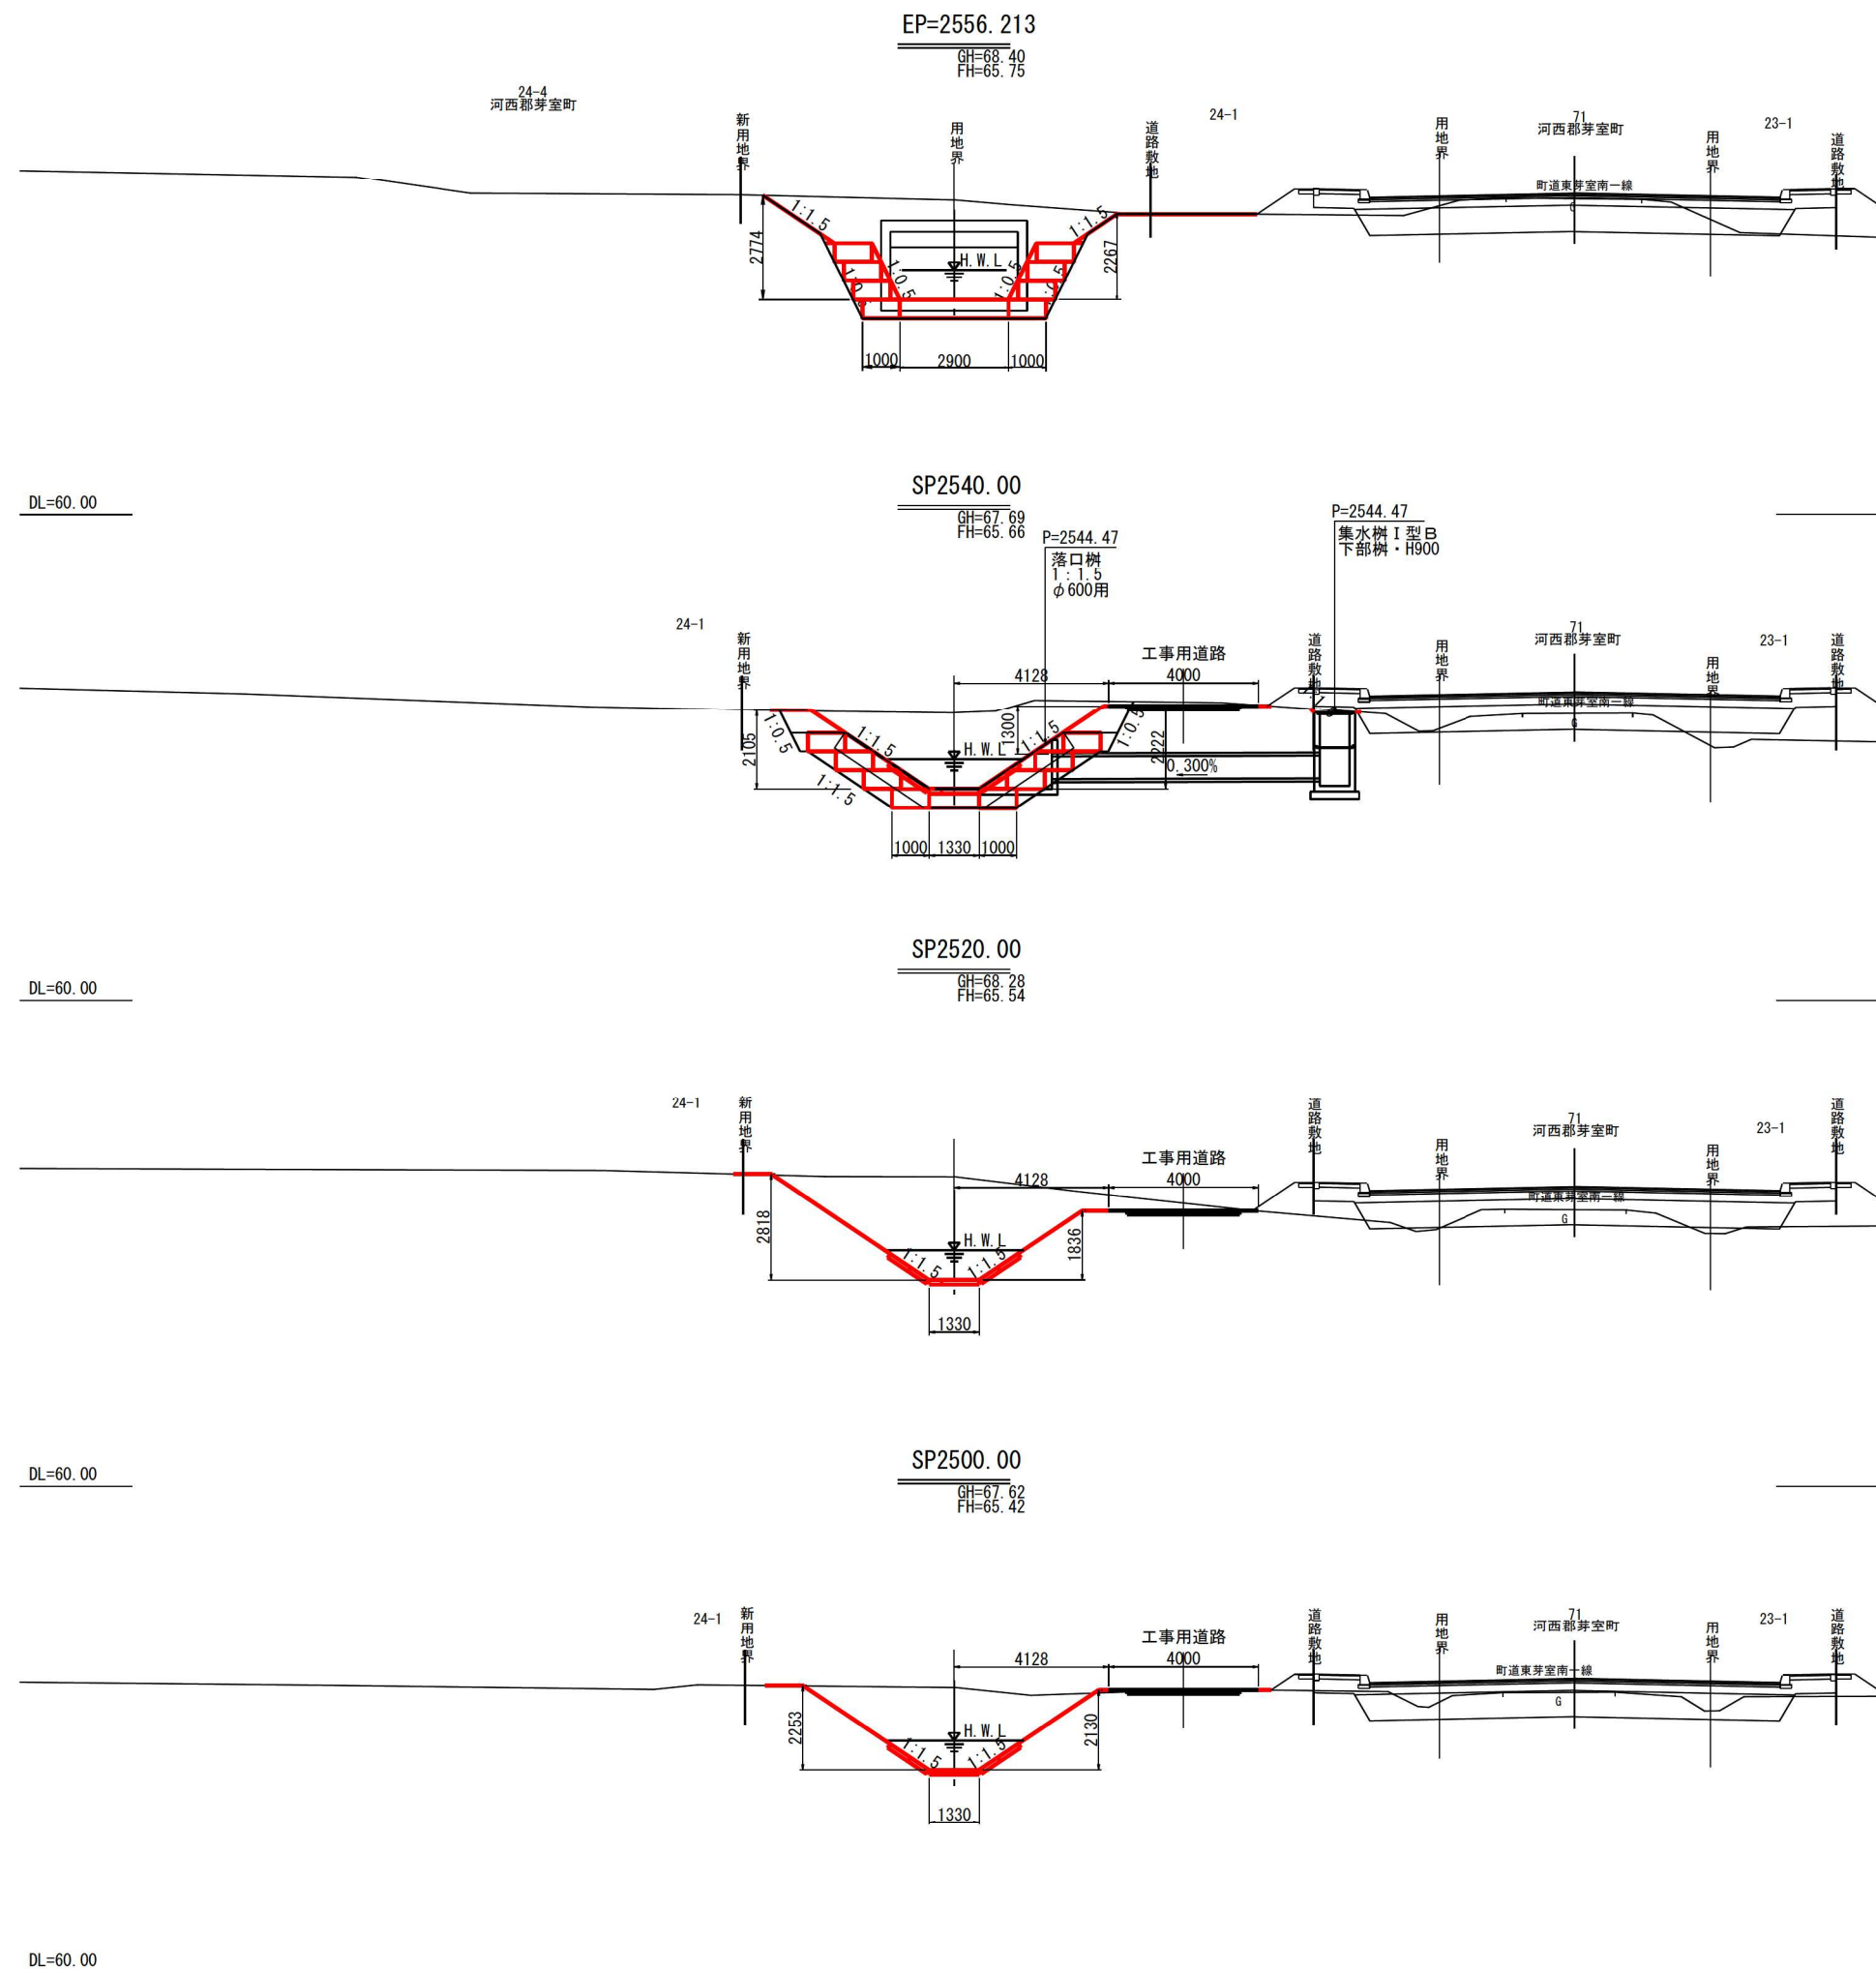 EP=2556.213
GH=68.40
FH=65.75
24-4
河西郡芽室町
新用地界
用地界
道路敷地
24-1
用地界
71
河西郡芽室町
用地界
23-1
道路敷地
町道東芽室南一線
1:1.5
1:1.5
2774
2267
H.W.L
1:0.5
1:0.5
1000
2900
1000
DL=60.00
SP2540.00
GH=67.69
FH=65.66
P=2544.47
落口桝
1:1.5
φ600用
P=2544.47
集水桝Ⅰ型B
下部桝・H900
24-1
新用地界
工事用道路
4128
4000
道路敷地
用地界
71
河西郡芽室町
用地界
23-1
道路敷地
町道東芽室南一線
G
1:0.5
2105
1:1.5
1:1.5
H.W.L
1300
1:1.5
1:0.5
2222
0.300%
1000
1330
1000
DL=60.00
SP2520.00
GH=68.28
FH=65.54
24-1
新用地界
工事用道路
4128
4000
道路敷地
用地界
71
河西郡芽室町
用地界
23-1
道路敷地
町道東芽室南一線
G
2818
H.W.L
1:1.5
1:1.5
1836
1330
DL=60.00
SP2500.00
GH=67.62
FH=65.42
24-1
新用地界
工事用道路
4128
4000
道路敷地
用地界
71
河西郡芽室町
用地界
23-1
道路敷地
町道東芽室南一線
G
2253
H.W.L
1:1.5
1:1.5
2130
1330
DL=60.00